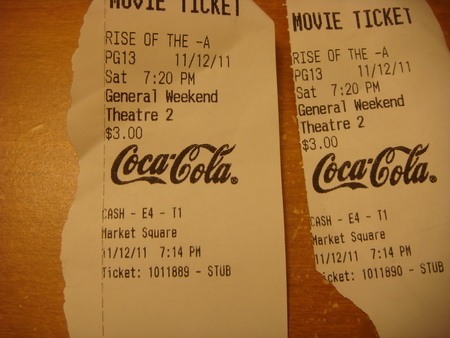 MOVIE TICKET
RISE OF THE -A
PG13 11/12/11
Sat 7:20 PM
General Weekend
Theatre 2
$3.00
Coca-Cola®
CASH - E4 - T1
Market Square
11/12/11 7:14 PM
Ticket: 1011889 - STUB
MOVIE TICKET
RISE OF THE -A
PG13 11/12/11
Sat 7:20 PM
General Weekend
Theatre 2
$3.00
Coca-Cola®
CASH - E4 - T1
Market Square
11/12/11 7:14 PM
icket: 1011890 - STUB